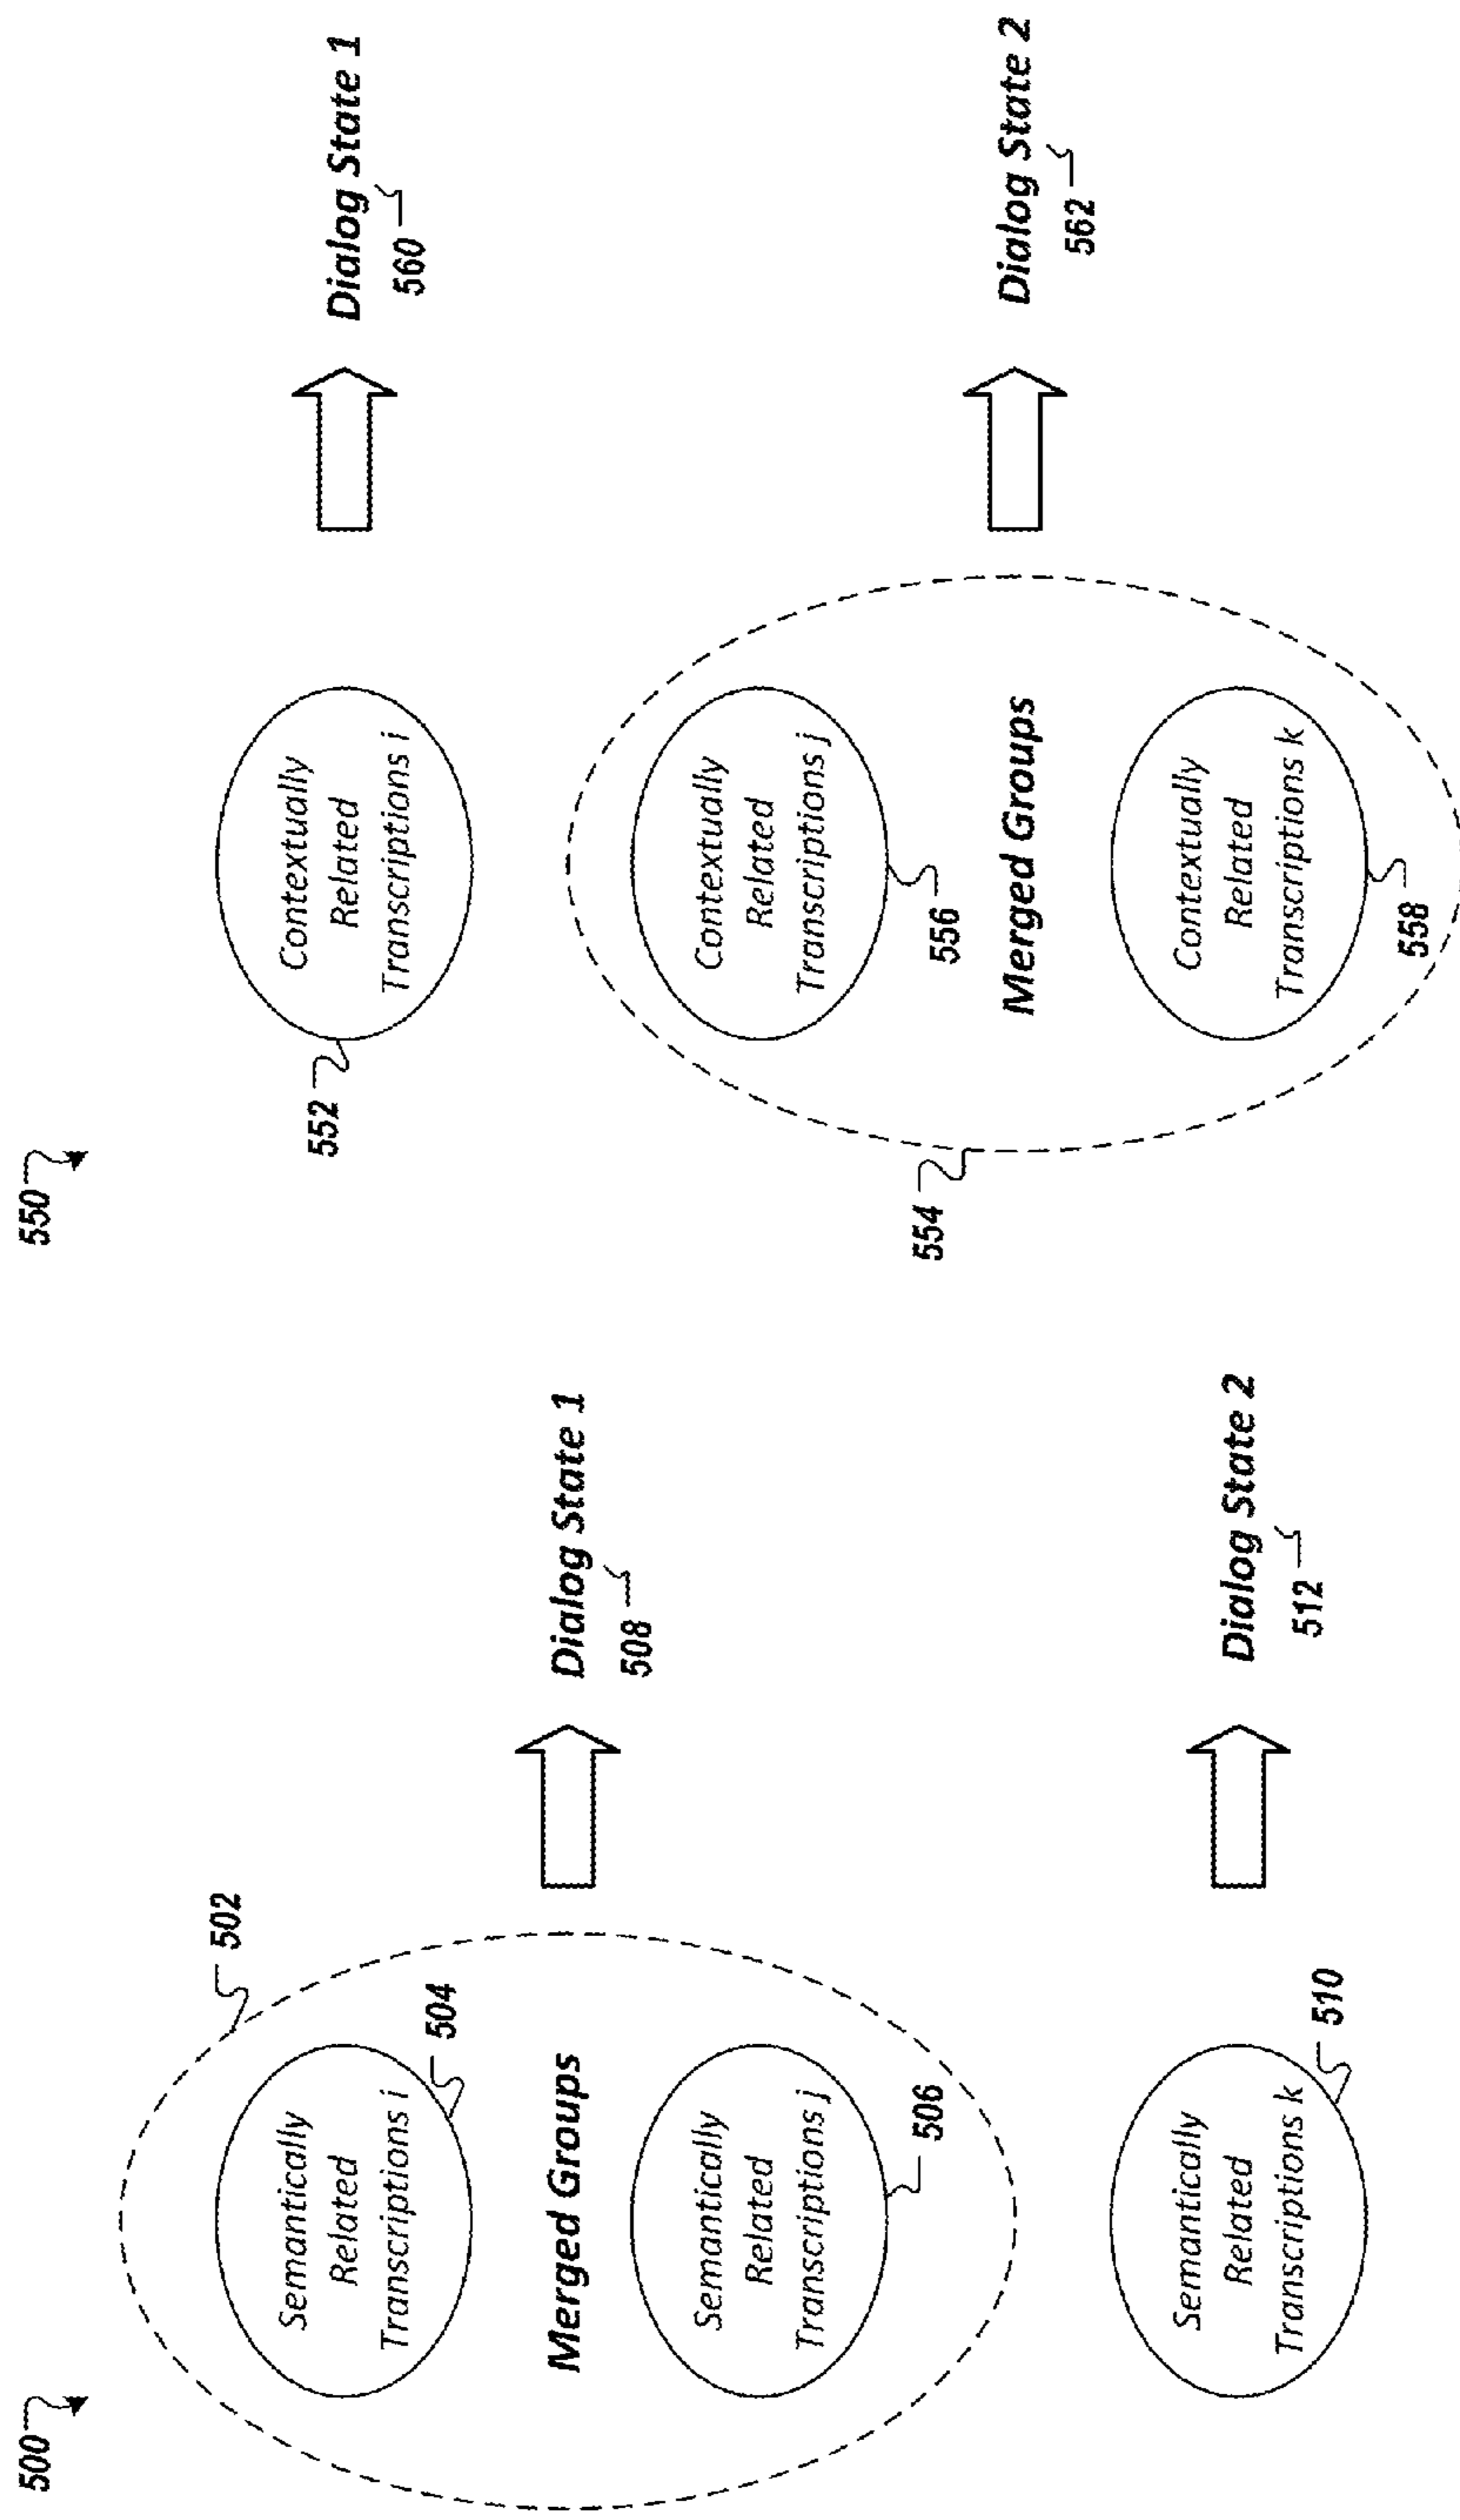 500
502
Semantically
Related
Transcriptions i
504
Merged Groups
Semantically
Related
Transcriptions j
506
Dialog State 1
508
Semantically
Related
Transcriptions k
510
Dialog State 2
512
550
552
Contextually
Related
Transcriptions i
Dialog State 1
560
554
Contextually
Related
Transcriptions j
556
Merged Groups
Contextually
Related
Transcriptions k
558
Dialog State 2
562